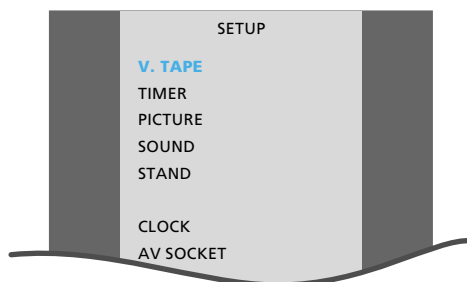 SETUP
V. TAPE
TIMER
PICTURE
SOUND
STAND
CLOCK
AV SOCKET